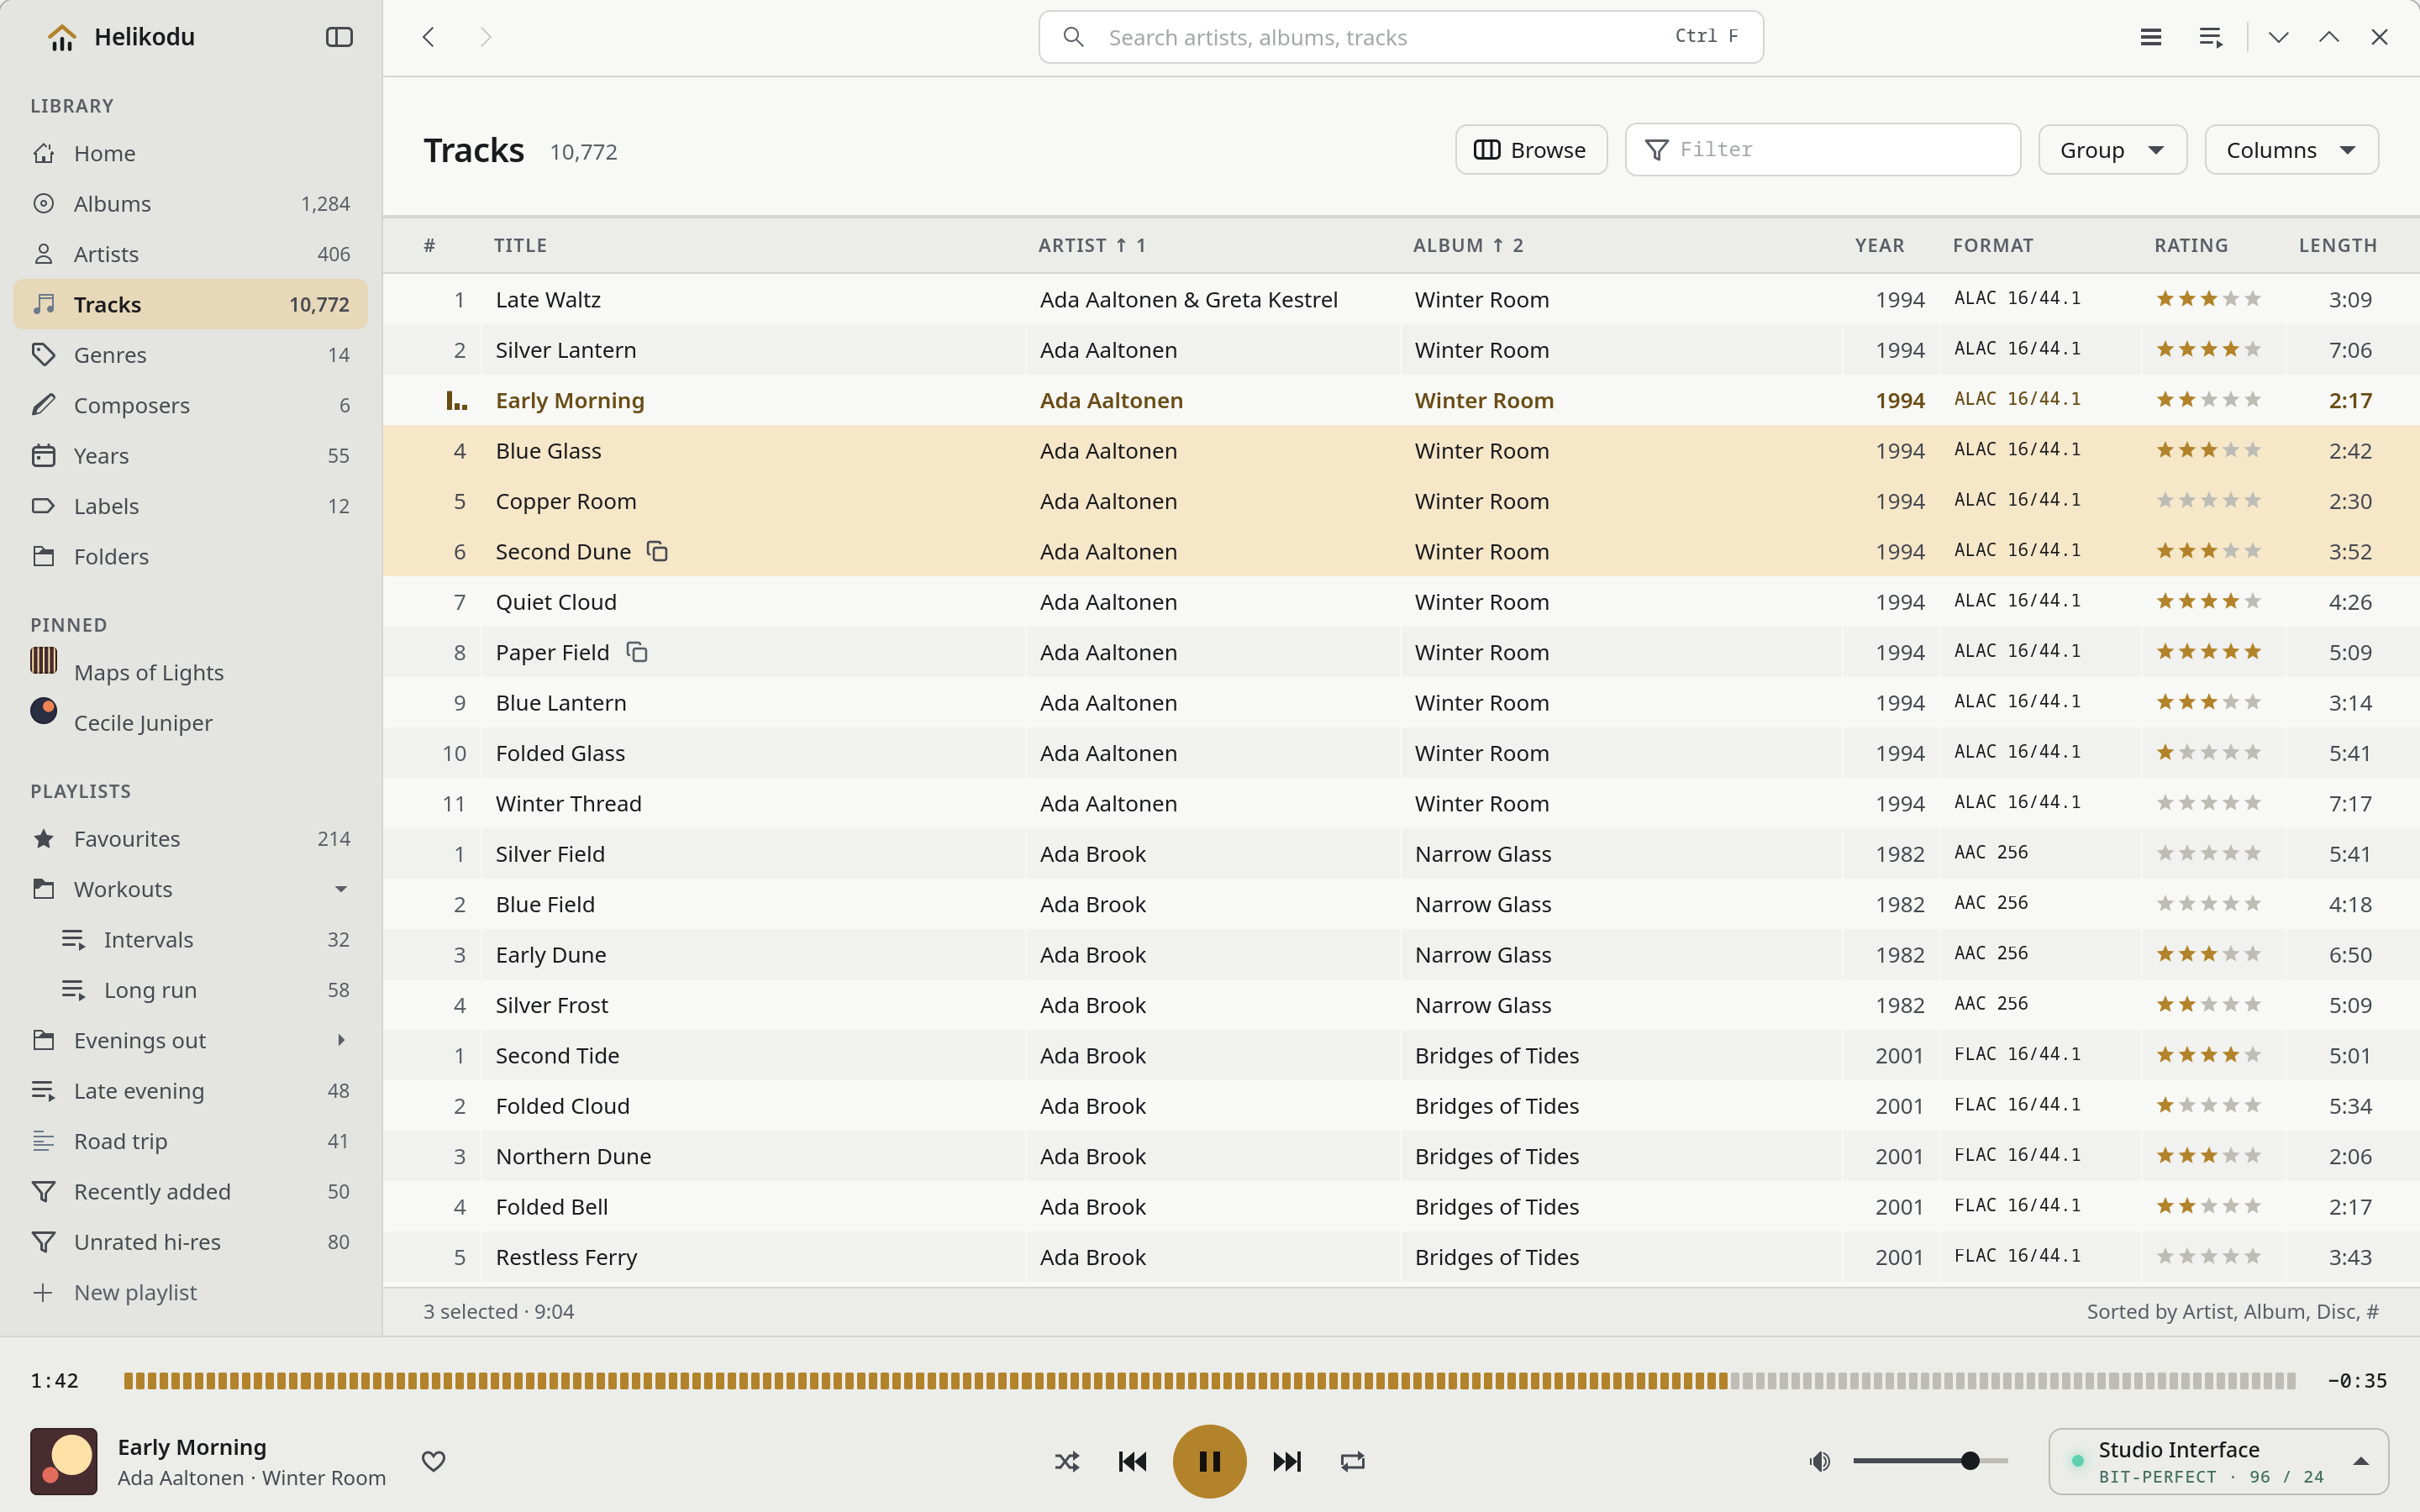 Helikodu
Search artists, albums, tracks Ctrl F
LIBRARY
Home
Albums 1,284
Artists 406
Tracks 10,772
Genres 14
Composers 6
Years 55
Labels 12
Folders
PINNED
Maps of Lights
Cecile Juniper
PLAYLISTS
Favourites 214
Workouts
Intervals 32
Long run 58
Evenings out
Late evening 48
Road trip 41
Recently added 50
Unrated hi-res 80
New playlist
Tracks 10,772 Browse Filter Group Columns
# TITLE ARTIST ↑ 1 ALBUM ↑ 2 YEAR FORMAT RATING LENGTH
1 Late Waltz Ada Aaltonen & Greta Kestrel Winter Room 1994 ALAC 16/44.1 3:09
2 Silver Lantern Ada Aaltonen Winter Room 1994 ALAC 16/44.1 7:06
Early Morning Ada Aaltonen Winter Room 1994 ALAC 16/44.1 2:17
4 Blue Glass Ada Aaltonen Winter Room 1994 ALAC 16/44.1 2:42
5 Copper Room Ada Aaltonen Winter Room 1994 ALAC 16/44.1 2:30
6 Second Dune Ada Aaltonen Winter Room 1994 ALAC 16/44.1 3:52
7 Quiet Cloud Ada Aaltonen Winter Room 1994 ALAC 16/44.1 4:26
8 Paper Field Ada Aaltonen Winter Room 1994 ALAC 16/44.1 5:09
9 Blue Lantern Ada Aaltonen Winter Room 1994 ALAC 16/44.1 3:14
10 Folded Glass Ada Aaltonen Winter Room 1994 ALAC 16/44.1 5:41
11 Winter Thread Ada Aaltonen Winter Room 1994 ALAC 16/44.1 7:17
1 Silver Field Ada Brook Narrow Glass 1982 AAC 256 5:41
2 Blue Field Ada Brook Narrow Glass 1982 AAC 256 4:18
3 Early Dune Ada Brook Narrow Glass 1982 AAC 256 6:50
4 Silver Frost Ada Brook Narrow Glass 1982 AAC 256 5:09
1 Second Tide Ada Brook Bridges of Tides 2001 FLAC 16/44.1 5:01
2 Folded Cloud Ada Brook Bridges of Tides 2001 FLAC 16/44.1 5:34
3 Northern Dune Ada Brook Bridges of Tides 2001 FLAC 16/44.1 2:06
4 Folded Bell Ada Brook Bridges of Tides 2001 FLAC 16/44.1 2:17
5 Restless Ferry Ada Brook Bridges of Tides 2001 FLAC 16/44.1 3:43
3 selected · 9:04 Sorted by Artist, Album, Disc, #
1:42 −0:35
Early Morning
Ada Aaltonen · Winter Room
Studio Interface
BIT-PERFECT · 96 / 24